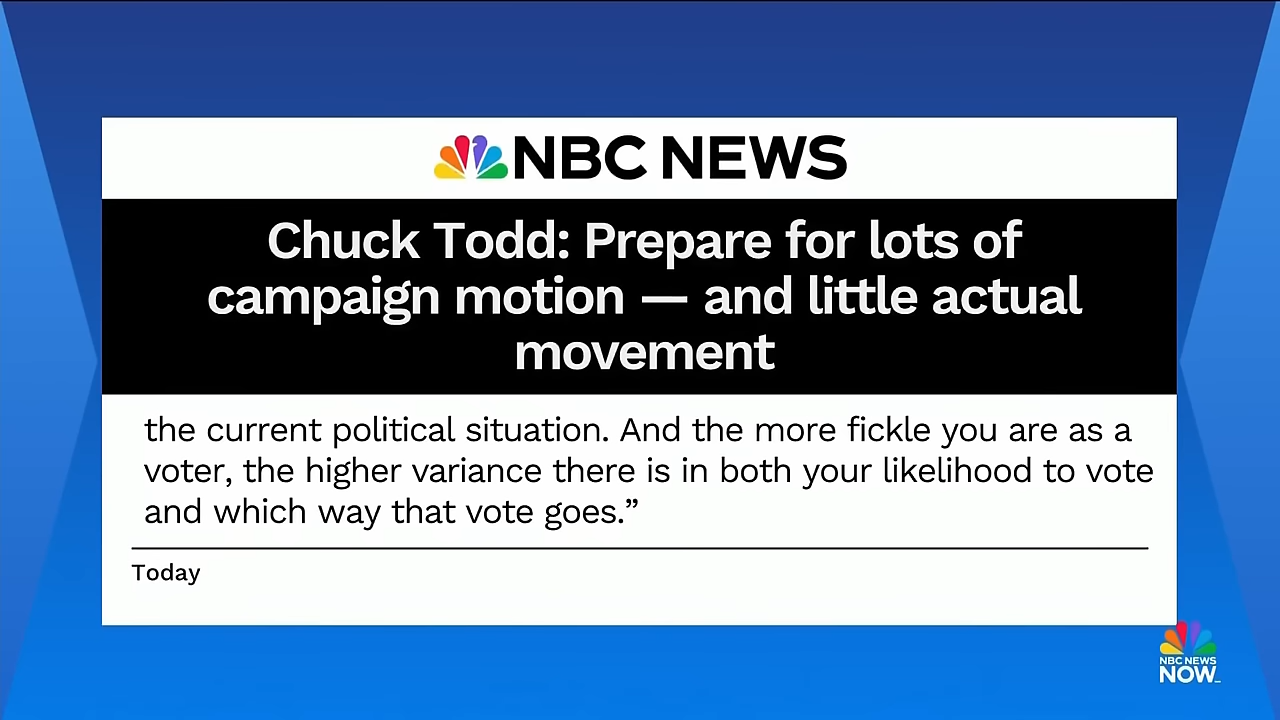 NBC NEWS
Chuck Todd: Prepare for lots of
campaign motion — and little actual
movement
the current political situation. And the more fickle you are as a
voter, the higher variance there is in both your likelihood to vote
and which way that vote goes.”
Today
NBC NEWS
NOW_